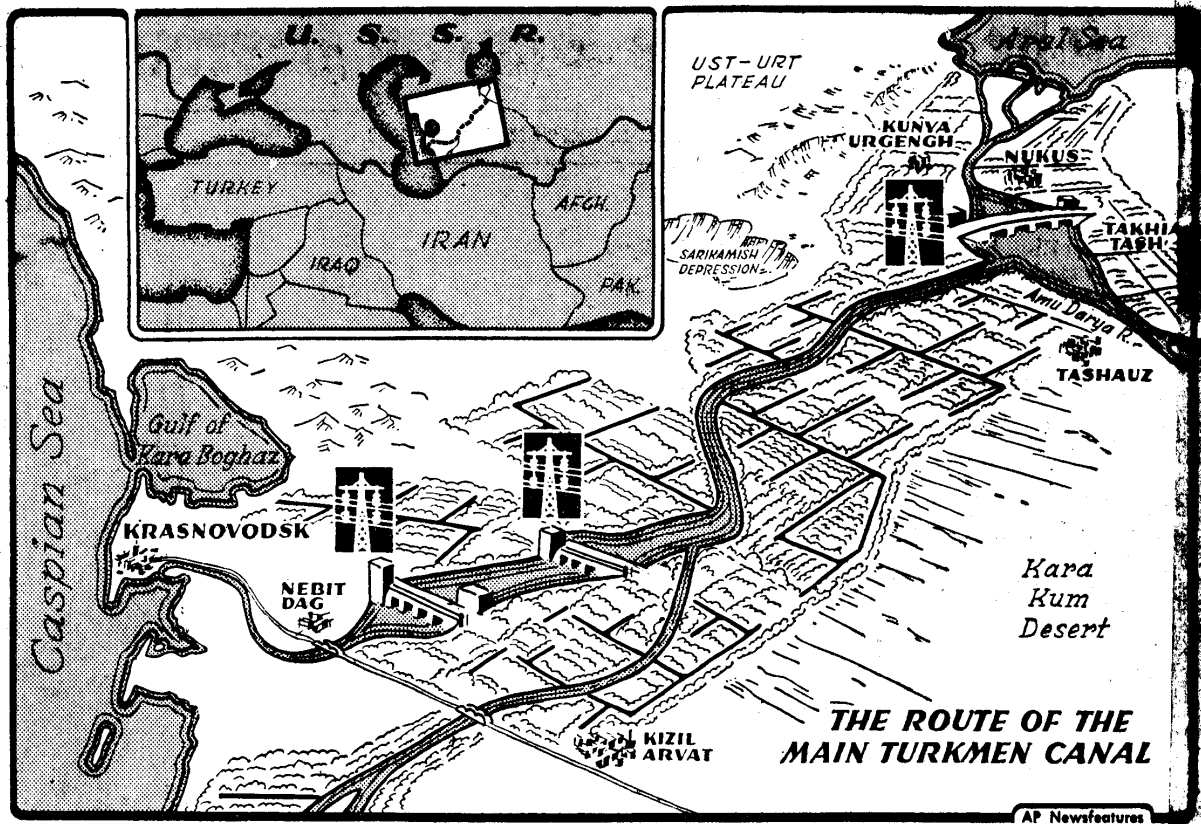 U. S. S. R.
TURKEY
IRAQ
IRAN
AFGH.
PAK.
UST-URT
PLATEAU
Aral Sea
KUNYA
URGENGH
NUKUS
TAKHIA
TASH
SARIKAMISH
DEPRESSION
Amu Darya R.
TASHAUZ
Caspian Sea
Gulf of
Kara Boghaz
KRASNOVODSK
NEBIT
DAG
Kara
Kum
Desert
KIZIL
ARVAT
THE ROUTE OF THE
MAIN TURKMEN CANAL
AP Newsfeatures